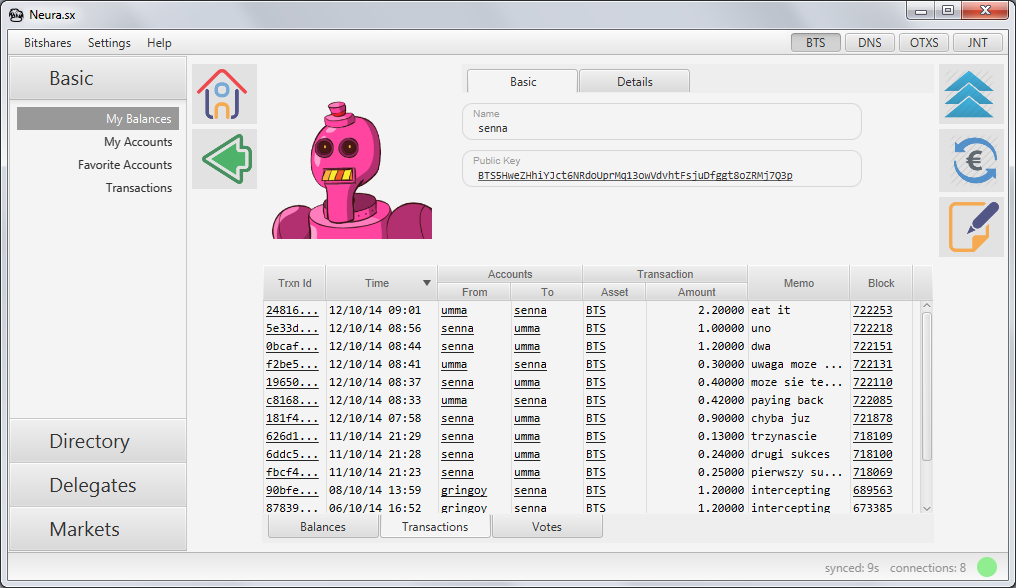 Neura.sx
Bitshares Settings Help BTS DNS OTXS JNT
Basic
My Balances
My Accounts
Favorite Accounts
Transactions
Directory
Delegates
Markets
Basic Details
Name
senna
Public Key
BTS5HweZHhiYJct6NRdoUprMq13owVdvhtFsjuDfggt8oZRMj7Q3p
€
Trxn Id Time Accounts Transaction Memo Block
From To Asset Amount
24816... 12/10/14 09:01 umma senna BTS 2.20000 eat it 722253
5e33d... 12/10/14 08:56 senna umma BTS 1.00000 uno 722218
0bcaf... 12/10/14 08:44 senna umma BTS 1.20000 dwa 722151
f2be5... 12/10/14 08:41 umma senna BTS 0.30000 uwaga moze ... 722131
19650... 12/10/14 08:37 senna umma BTS 0.40000 moze sie te... 722110
c8168... 12/10/14 08:33 umma senna BTS 0.42000 paying back 722085
181f4... 12/10/14 07:58 senna umma BTS 0.90000 chyba juz 721878
626d1... 11/10/14 21:29 senna umma BTS 0.13000 trzynascie 718109
6ddc5... 11/10/14 21:28 senna umma BTS 0.24000 drugi sukces 718100
fbcf4... 11/10/14 21:23 senna umma BTS 0.25000 pierwszy su... 718069
90bfe... 08/10/14 13:59 gringoy senna BTS 1.20000 intercepting 689563
87839... 06/10/14 16:52 gringoy senna BTS 1.20000 intercepting 673385
Balances Transactions Votes
synced: 9s connections: 8